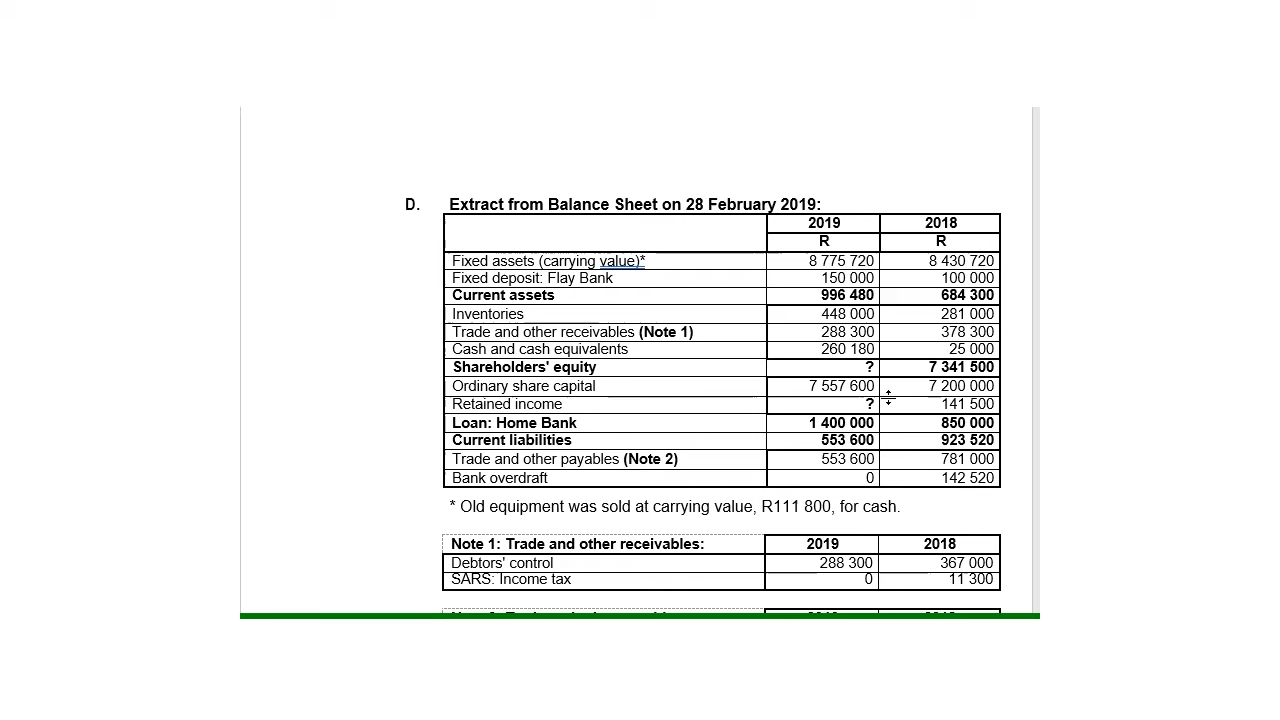 D. Extract from Balance Sheet on 28 February 2019:
2019 2018
R R
Fixed assets (carrying value)* 8 775 720 8 430 720
Fixed deposit: Flay Bank 150 000 100 000
Current assets 996 480 684 300
Inventories 448 000 281 000
Trade and other receivables (Note 1) 288 300 378 300
Cash and cash equivalents 260 180 25 000
Shareholders' equity ? 7 341 500
Ordinary share capital 7 557 600 7 200 000
Retained income ? 141 500
Loan: Home Bank 1 400 000 850 000
Current liabilities 553 600 923 520
Trade and other payables (Note 2) 553 600 781 000
Bank overdraft 0 142 520
* Old equipment was sold at carrying value, R111 800, for cash.
Note 1: Trade and other receivables: 2019 2018
Debtors' control 288 300 367 000
SARS: Income tax 0 11 300